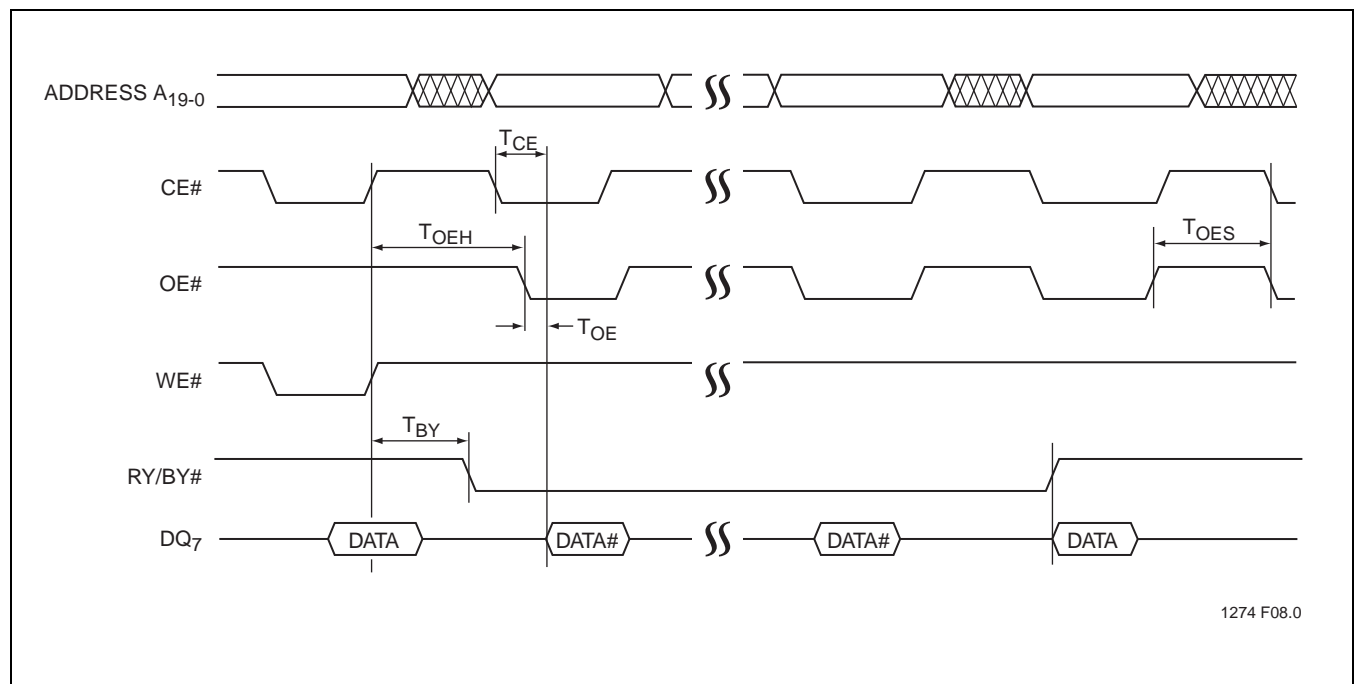 ADDRESS A19-0
TCE
CE#
TOEH
TOES
OE#
TOE
WE#
TBY
RY/BY#
DQ7
DATA
DATA#
DATA#
DATA
1274 F08.0